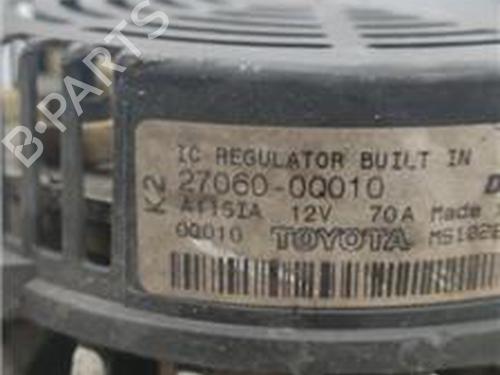 B-PARTS
IC REGULATOR BUILT IN
K2
27060-0Q010
A115IA 12V 70A Made
0Q010 TOYOTA